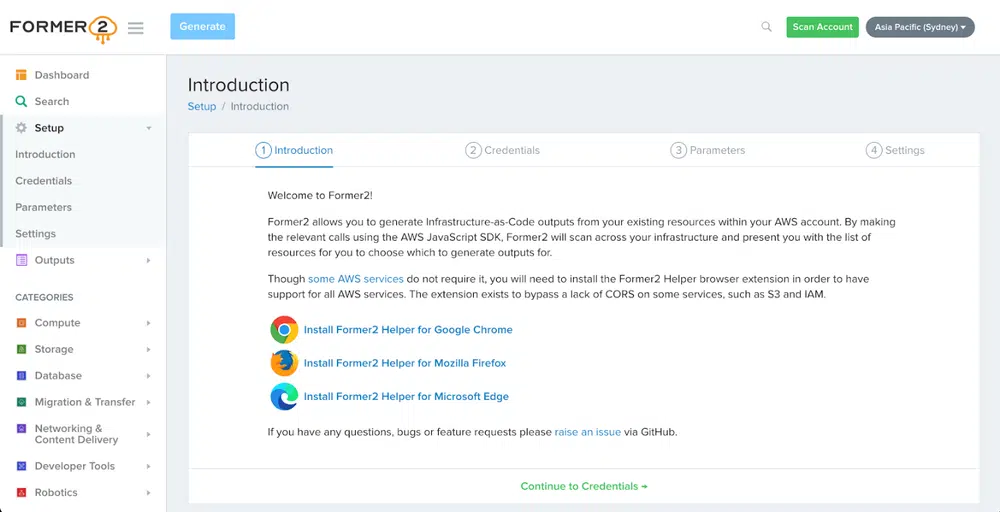 FORMER 2
Generate
Scan Account
Asia Pacific (Sydney)
Dashboard
Search
Setup
Introduction
Credentials
Parameters
Settings
Outputs
CATEGORIES
Compute
Storage
Database
Migration & Transfer
Networking &
Content Delivery
Developer Tools
Robotics
Introduction
Setup / Introduction
1 Introduction
2 Credentials
3 Parameters
4 Settings
Welcome to Former2!
Former2 allows you to generate Infrastructure-as-Code outputs from your existing resources within your AWS account. By making
the relevant calls using the AWS JavaScript SDK, Former2 will scan across your infrastructure and present you with the list of
resources for you to choose which to generate outputs for.
Though some AWS services do not require it, you will need to install the Former2 Helper browser extension in order to have
support for all AWS services. The extension exists to bypass a lack of CORS on some services, such as S3 and IAM.
Install Former2 Helper for Google Chrome
Install Former2 Helper for Mozilla Firefox
Install Former2 Helper for Microsoft Edge
If you have any questions, bugs or feature requests please raise an issue via GitHub.
Continue to Credentials →